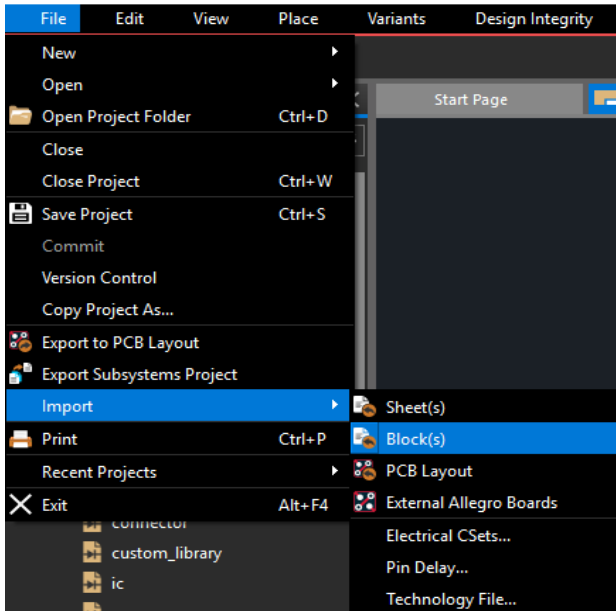 File Edit View Place Variants Design Integrity
New
Open
Start Page
Open Project Folder Ctrl+D
Close
Close Project Ctrl+W
Save Project Ctrl+S
Commit
Version Control
Copy Project As...
Export to PCB Layout
Export Subsystems Project
Import
Sheet(s)
Print Ctrl+P
Block(s)
Recent Projects
PCB Layout
Exit Alt+F4
External Allegro Boards
connector
Electrical CSets...
custom_library
Pin Delay...
ic
Technology File...